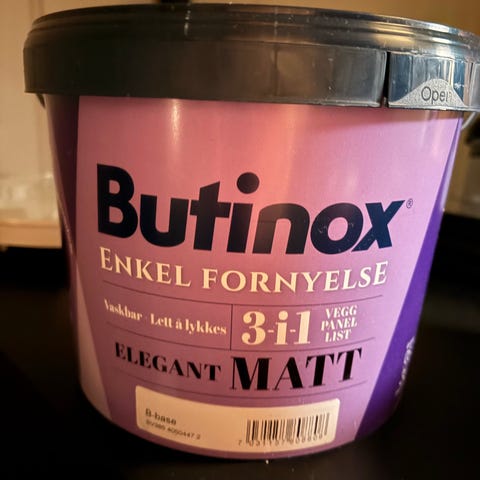 Open
Butinox®
ENKEL FORNYELSE
Vaskbar - Lett å lykkes
3-i-1
VEGG
PANEL
LIST
ELEGANT MATT
B-base